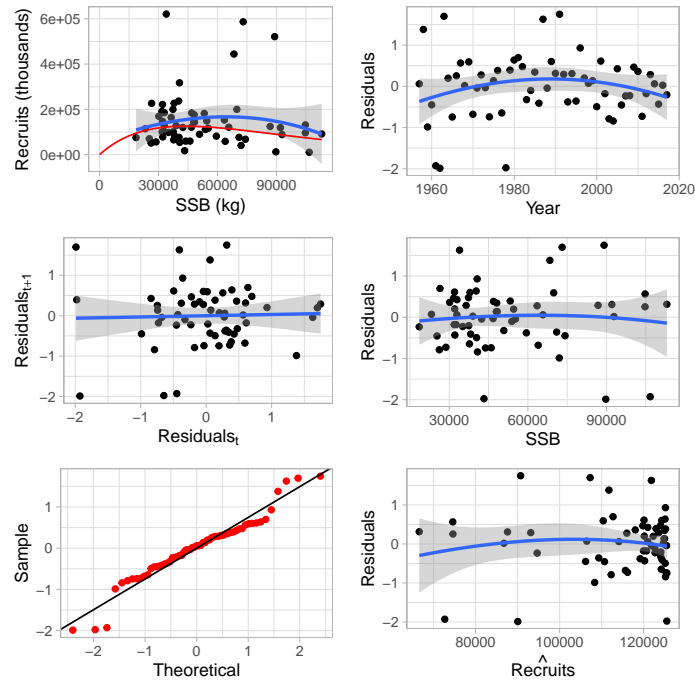 Recruits (thousands)
6e+05
4e+05
2e+05
0e+00
0 30000 60000 90000
SSB (kg)
Residuals
1
0
-1
-2
1960 1980 2000 2020
Year
Residuals_t+1
1
0
-1
-2
-2 -1 0 1
Residuals_t
Residuals
1
0
-1
-2
30000 60000 90000
SSB
Sample
1
0
-1
-2
-2 -1 0 1 2
Theoretical
Residuals
1
0
-1
-2
80000 100000 120000
Recr^uits